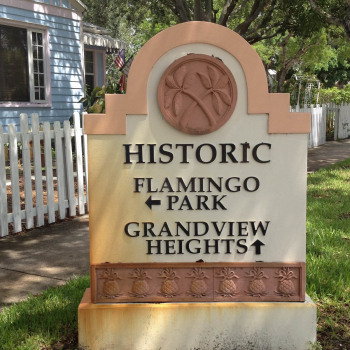 HISTORIC
FLAMINGO
← PARK
GRANDVIEW
HEIGHTS ↑